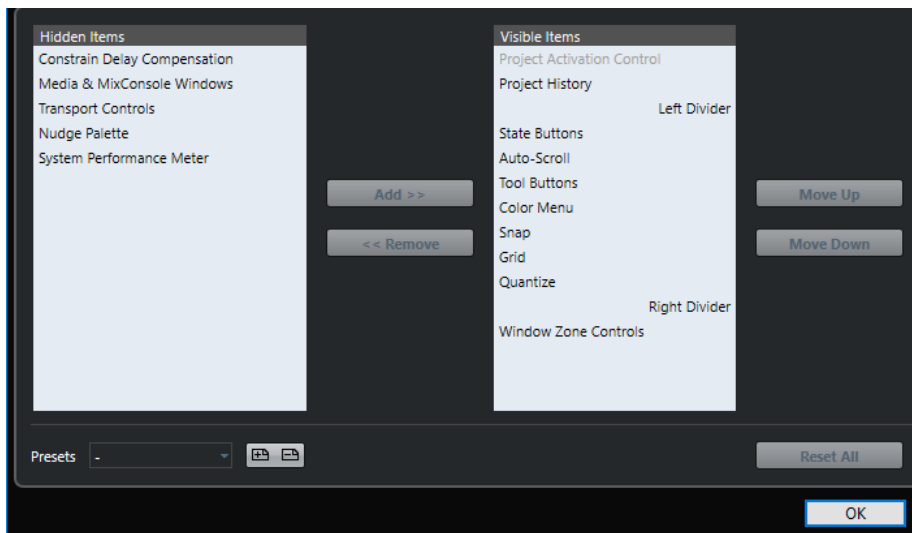 Hidden Items
Constrain Delay Compensation
Media & MixConsole Windows
Transport Controls
Nudge Palette
System Performance Meter
Add >>
<< Remove
Visible Items
Project Activation Control
Project History
Left Divider
State Buttons
Auto-Scroll
Tool Buttons
Color Menu
Snap
Grid
Quantize
Right Divider
Window Zone Controls
Move Up
Move Down
Presets -
Reset All
OK